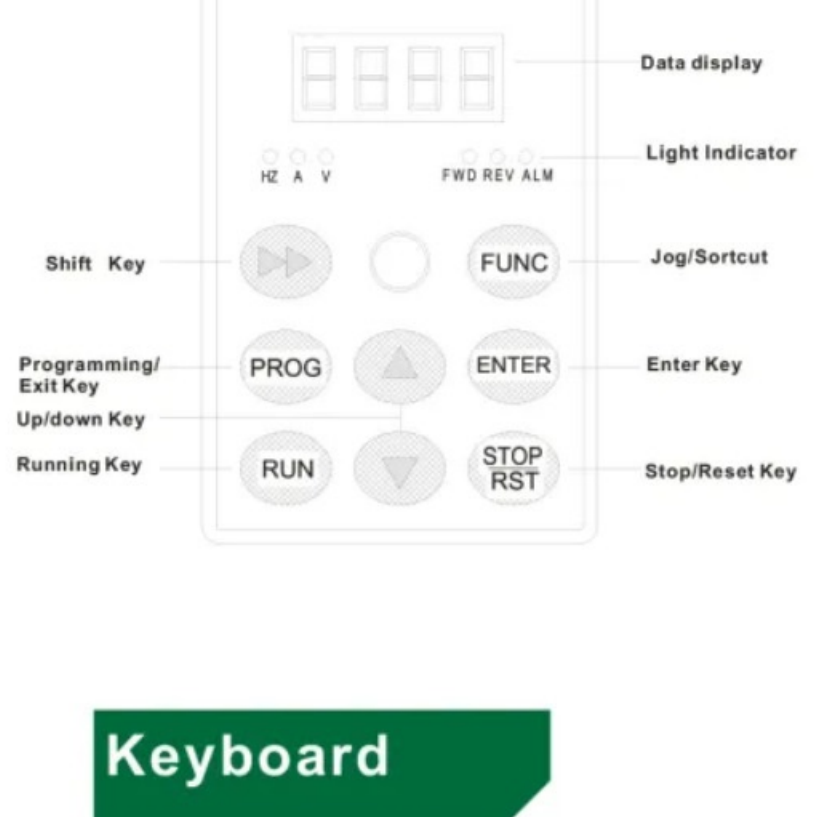 Data display
Light Indicator
HZ A V
FWD REV ALM
Shift Key
FUNC
Jog/Sortcut
Programming/
Exit Key
PROG
ENTER
Enter Key
Up/down Key
Running Key
RUN
STOP
RST
Stop/Reset Key
Keyboard